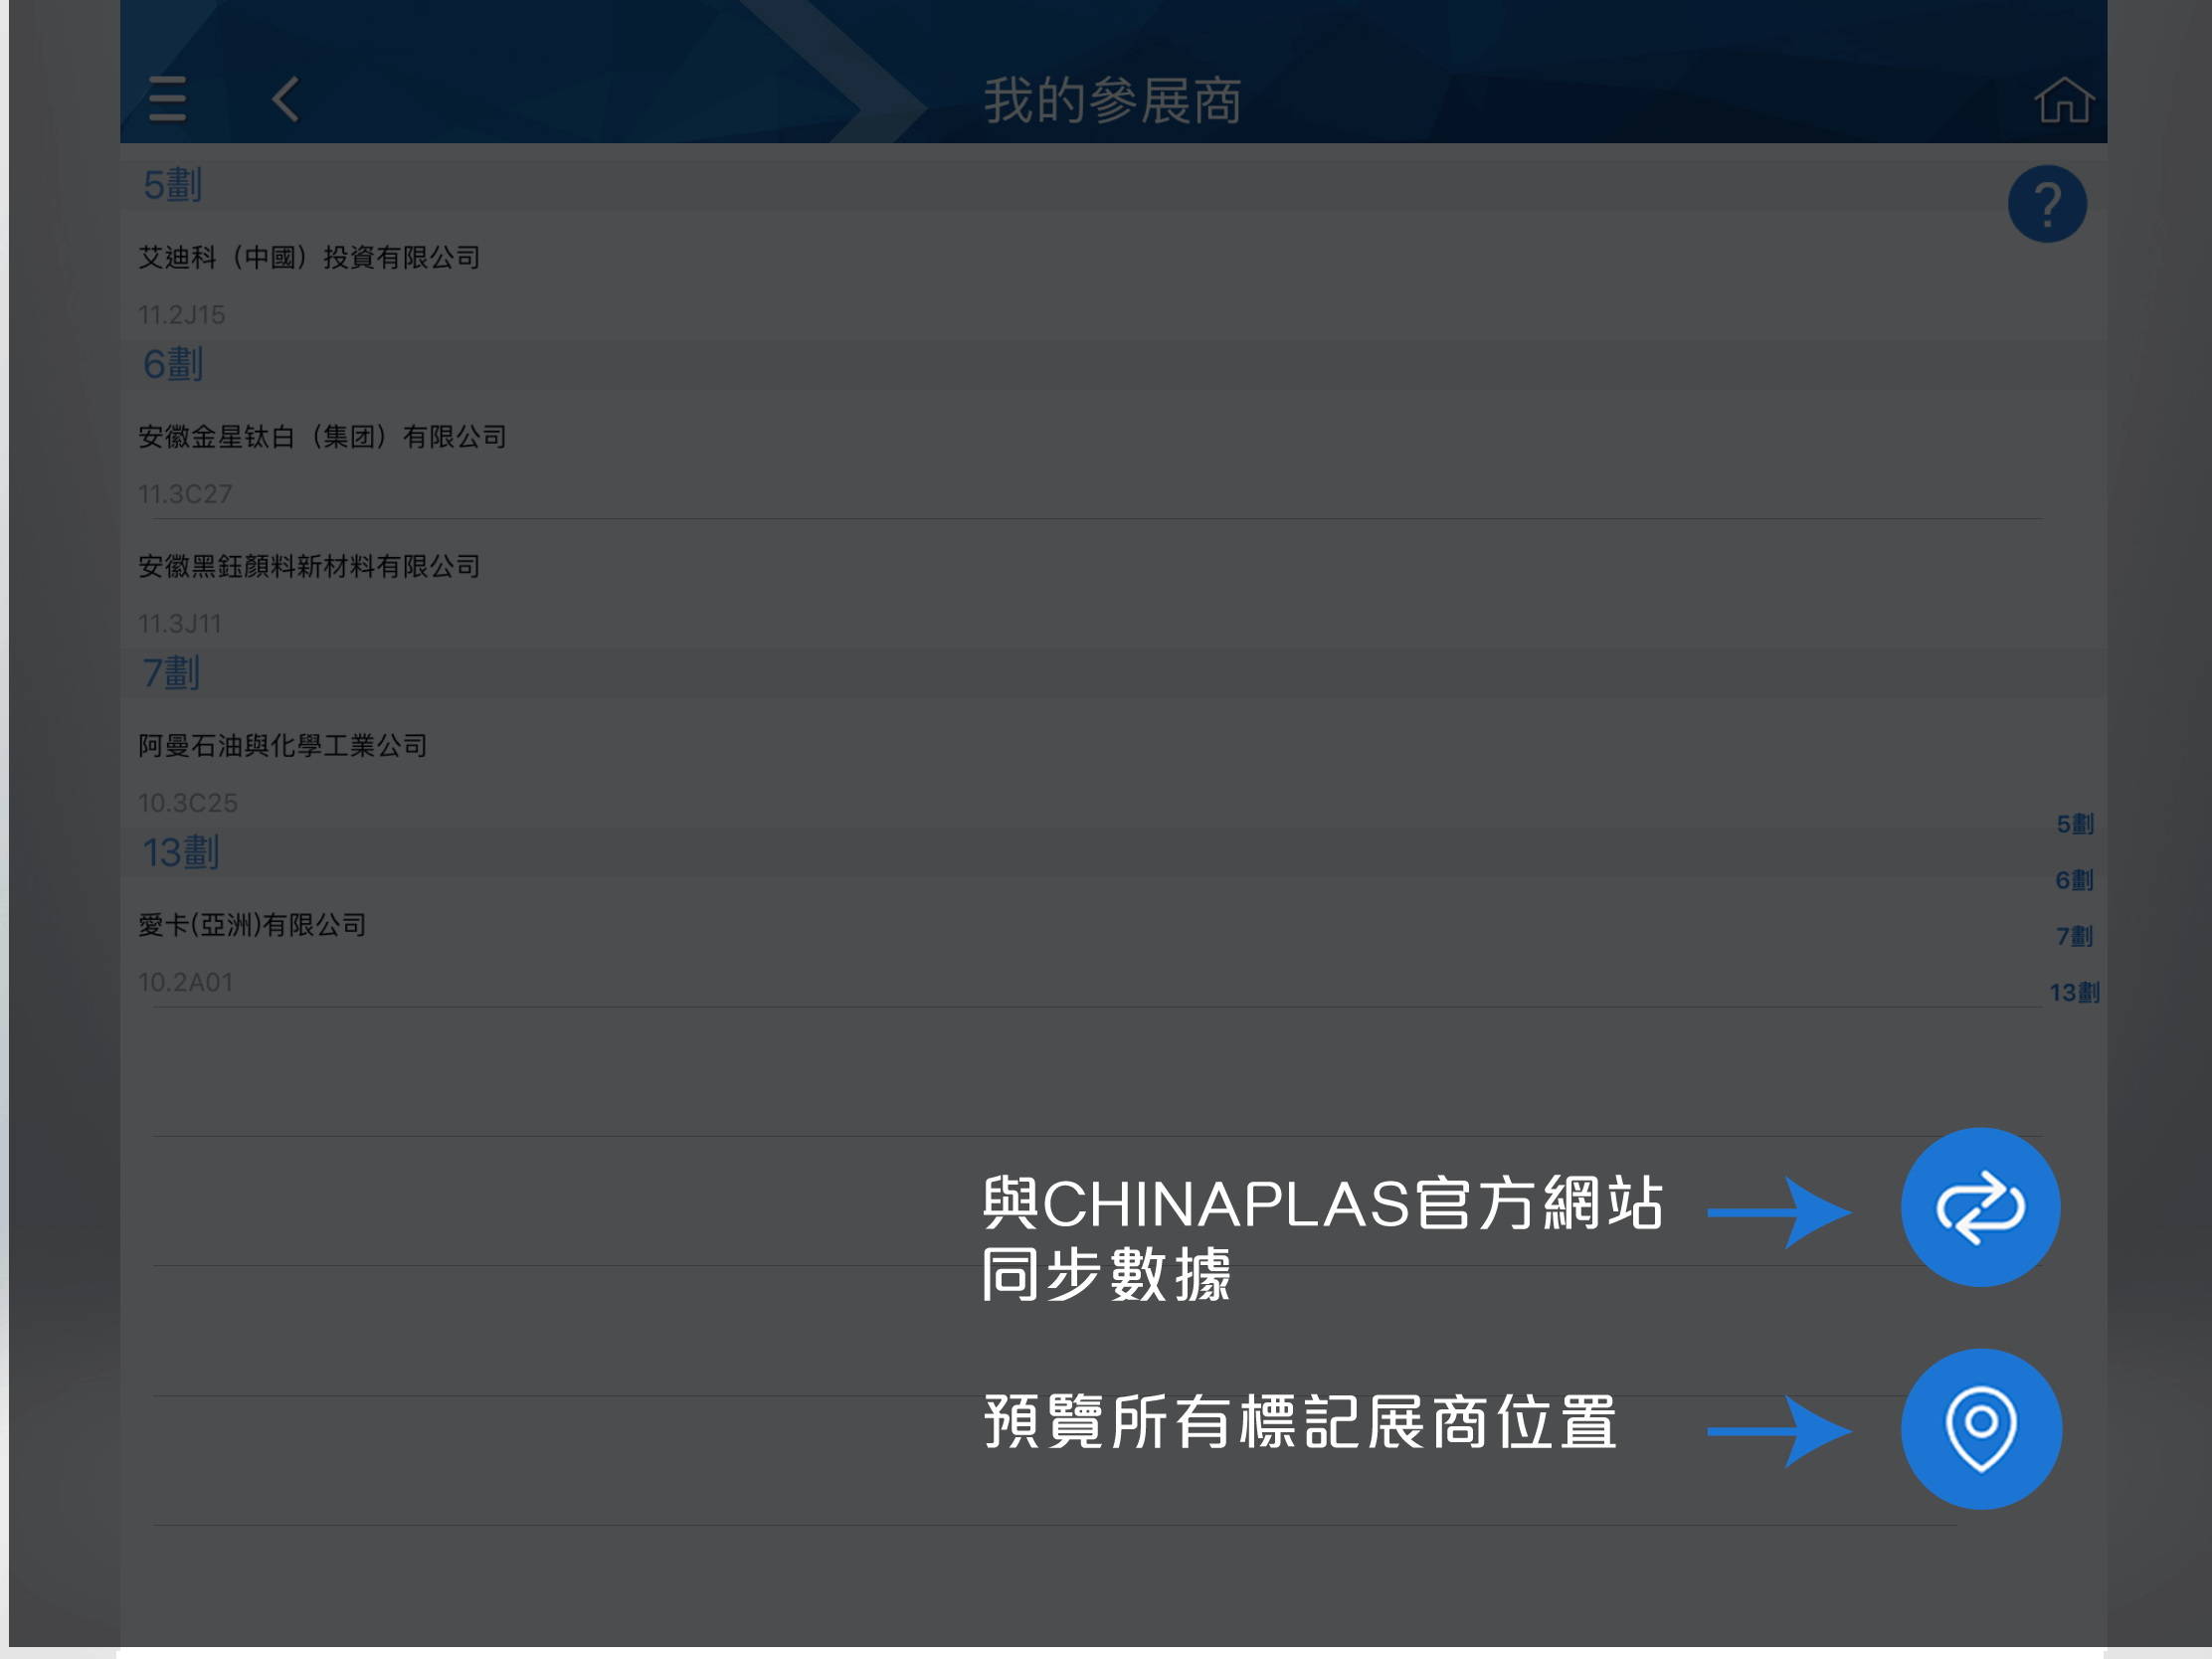 我的參展商
5劃
?
艾迪科（中國）投資有限公司
11.2J15
6劃
安徽金星钛白（集团）有限公司
11.3C27
安徽黑鈺顏料新材料有限公司
11.3J11
7劃
阿曼石油與化學工業公司
10.3C25
13劃
愛卡(亞洲)有限公司
10.2A01
5劃
6劃
7劃
13劃
與CHINAPLAS官方網站
同步數據
預覽所有標記展商位置